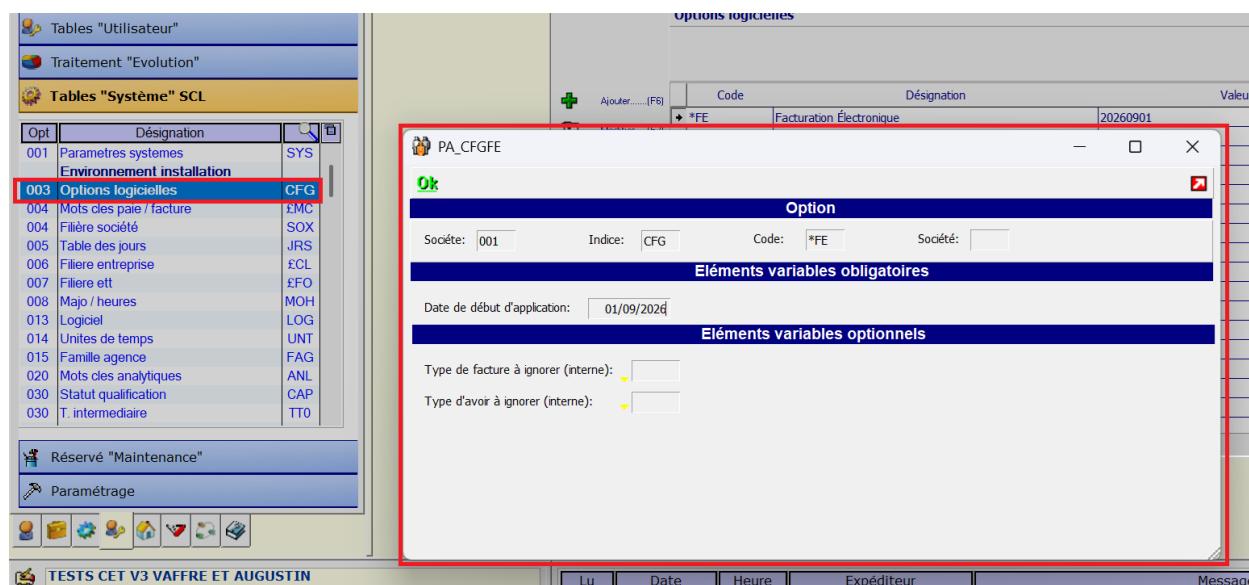 Tables "Utilisateur"
Traitement "Evolution"
Tables "Système" SCL
Opt Désignation
001 Parametres systemes SYS
Environnement installation
003 Options logicielles CFG
004 Mots cles paie / facture £MC
004 Filière société SOX
005 Table des jours JRS
006 Filiere entreprise £CL
007 Filiere ett £FO
008 Majo / heures MOH
013 Logiciel LOG
014 Unites de temps UNT
015 Famille agence FAG
020 Mots cles analytiques ANL
030 Statut qualification CAP
030 T. intermediaire TT0
Réservé "Maintenance"
Paramétrage
TESTS CET V3 VAFFRE ET AUGUSTIN
Options logicielles
Ajouter......(F6)
Code Désignation Valeu
*FE Facturation Électronique 20260901
PA_CFGFE
Ok
Option
Sociéte: 001 Indice: CFG Code: *FE Société:
Eléments variables obligatoires
Date de début d'application: 01/09/2026
Eléments variables optionnels
Type de facture à ignorer (interne):
Type d'avoir à ignorer (interne):
Lu Date Heure Expéditeur Message